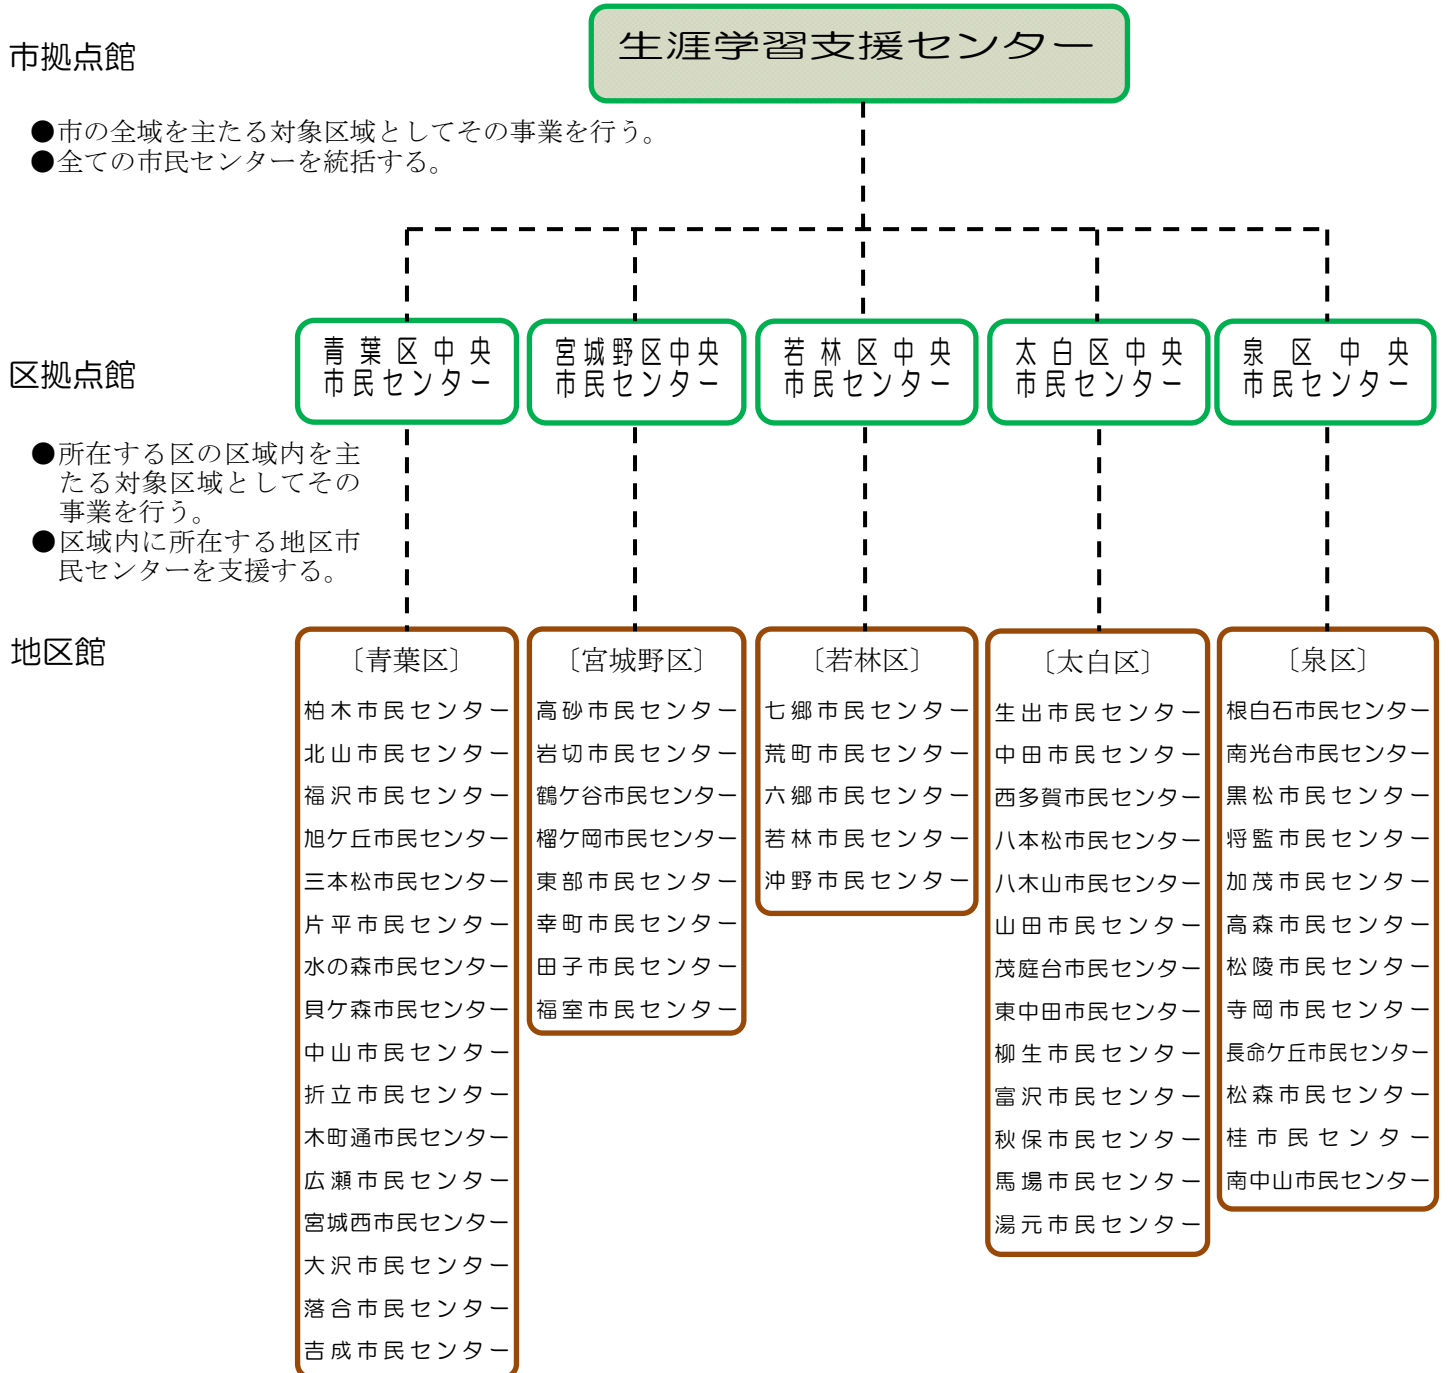 市拠点館
生涯学習支援センター
●市の全域を主たる対象区域としてその事業を行う。
●全ての市民センターを統括する。
区拠点館
青葉区中央
市民センター
宮城野区中央
市民センター
若林区中央
市民センター
太白区中央
市民センター
泉区中央
市民センター
●所在する区の区域内を主
たる対象区域としてその
事業を行う。
●区域内に所在する地区市
民センターを支援する。
地区館
〔青葉区〕
柏木市民センター
北山市民センター
福沢市民センター
旭ケ丘市民センター
三本松市民センター
片平市民センター
水の森市民センター
貝ケ森市民センター
中山市民センター
折立市民センター
木町通市民センター
広瀬市民センター
宮城西市民センター
大沢市民センター
落合市民センター
吉成市民センター
〔宮城野区〕
高砂市民センター
岩切市民センター
鶴ケ谷市民センター
榴ケ岡市民センター
東部市民センター
幸町市民センター
田子市民センター
福室市民センター
〔若林区〕
七郷市民センター
荒町市民センター
六郷市民センター
若林市民センター
沖野市民センター
〔太白区〕
生出市民センター
中田市民センター
西多賀市民センター
八本松市民センター
八木山市民センター
山田市民センター
茂庭台市民センター
東中田市民センター
柳生市民センター
富沢市民センター
秋保市民センター
馬場市民センター
湯元市民センター
〔泉区〕
根白石市民センター
南光台市民センター
黒松市民センター
将監市民センター
加茂市民センター
高森市民センター
松陵市民センター
寺岡市民センター
長命ケ丘市民センター
松森市民センター
桂市民センター
南中山市民センター